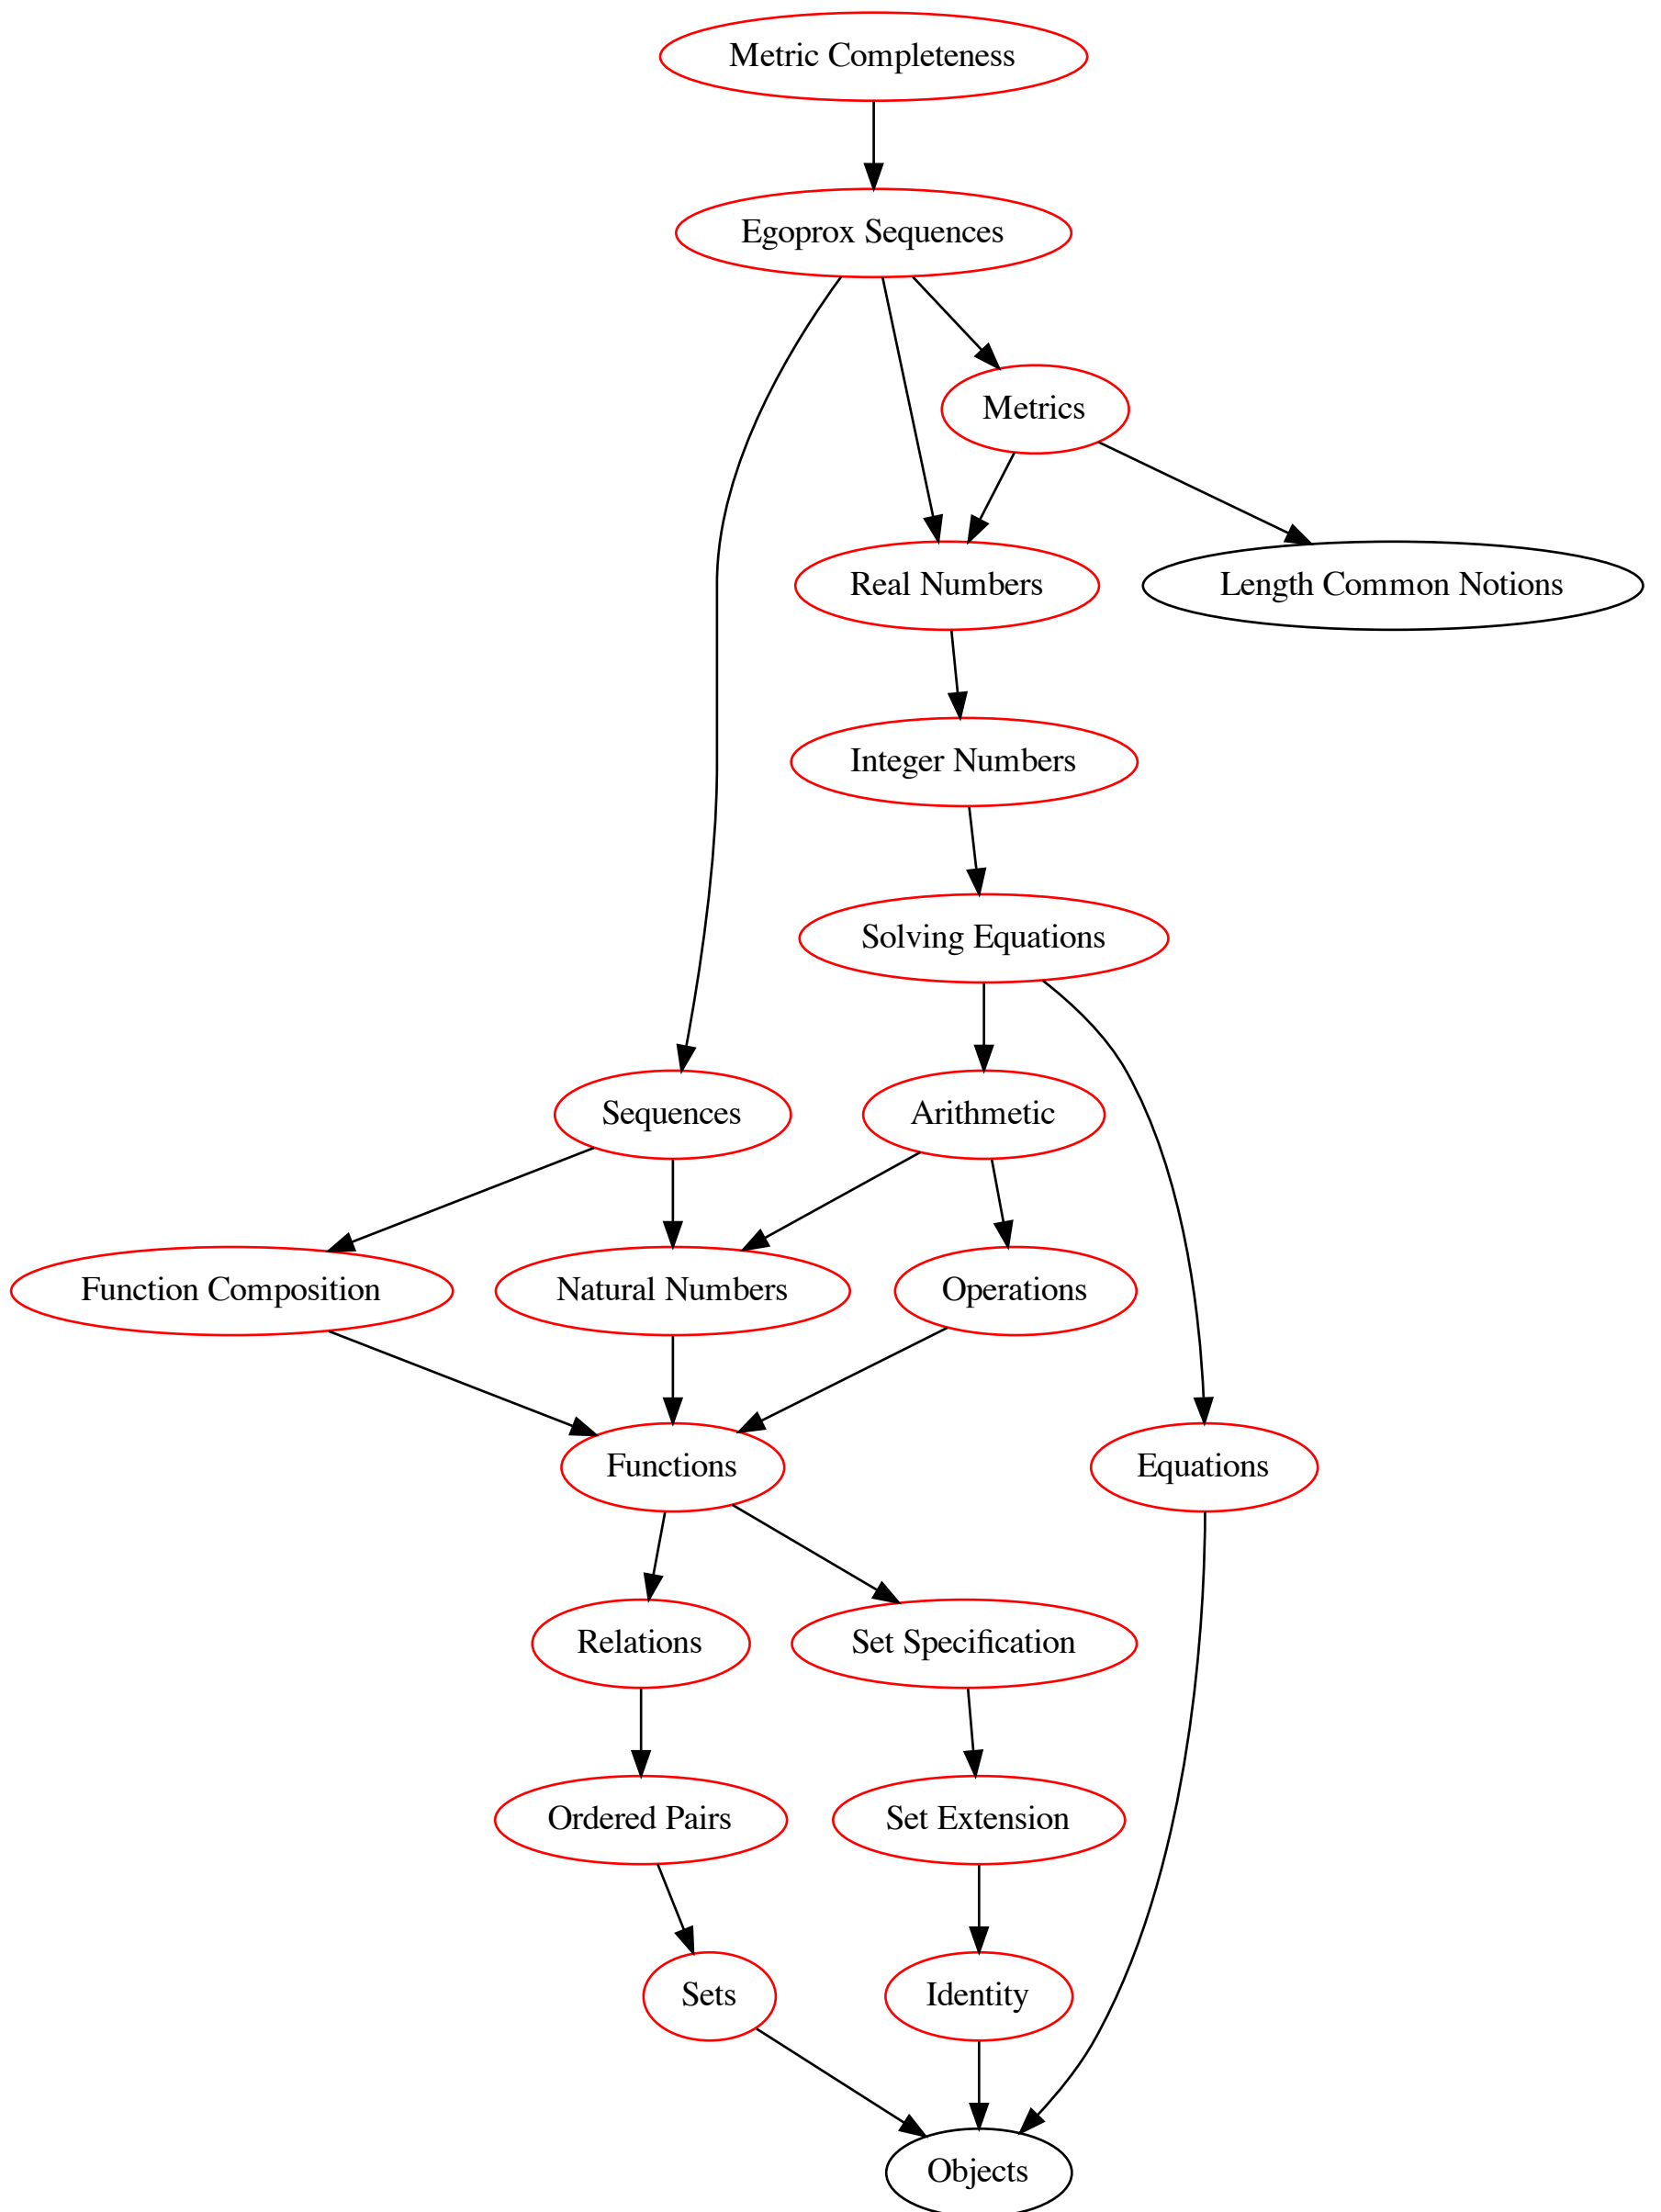 Metric Completeness
Egoprox Sequences
Metrics
Real Numbers
Length Common Notions
Integer Numbers
Solving Equations
Sequences
Arithmetic
Function Composition
Natural Numbers
Operations
Functions
Equations
Relations
Set Specification
Ordered Pairs
Set Extension
Sets
Identity
Objects